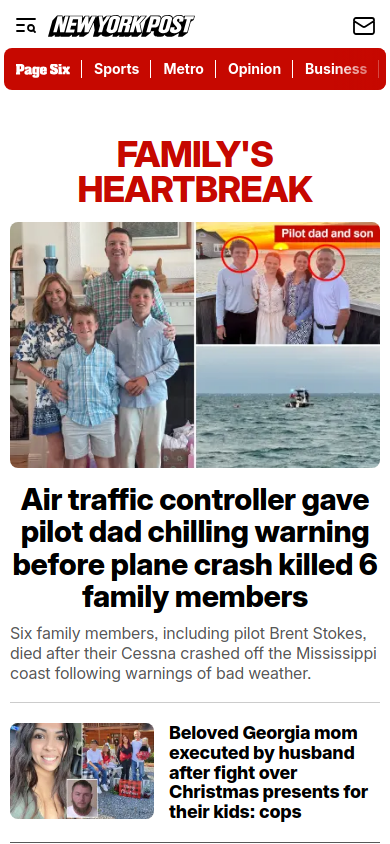 NEW YORK POST
Page Six
Sports
Metro
Opinion
Business
FAMILY'S
HEARTBREAK
Pilot dad and son
Air traffic controller gave
pilot dad chilling warning
before plane crash killed 6
family members
Six family members, including pilot Brent Stokes,
died after their Cessna crashed off the Mississippi
coast following warnings of bad weather.
Beloved Georgia mom
executed by husband
after fight over
Christmas presents for
their kids: cops